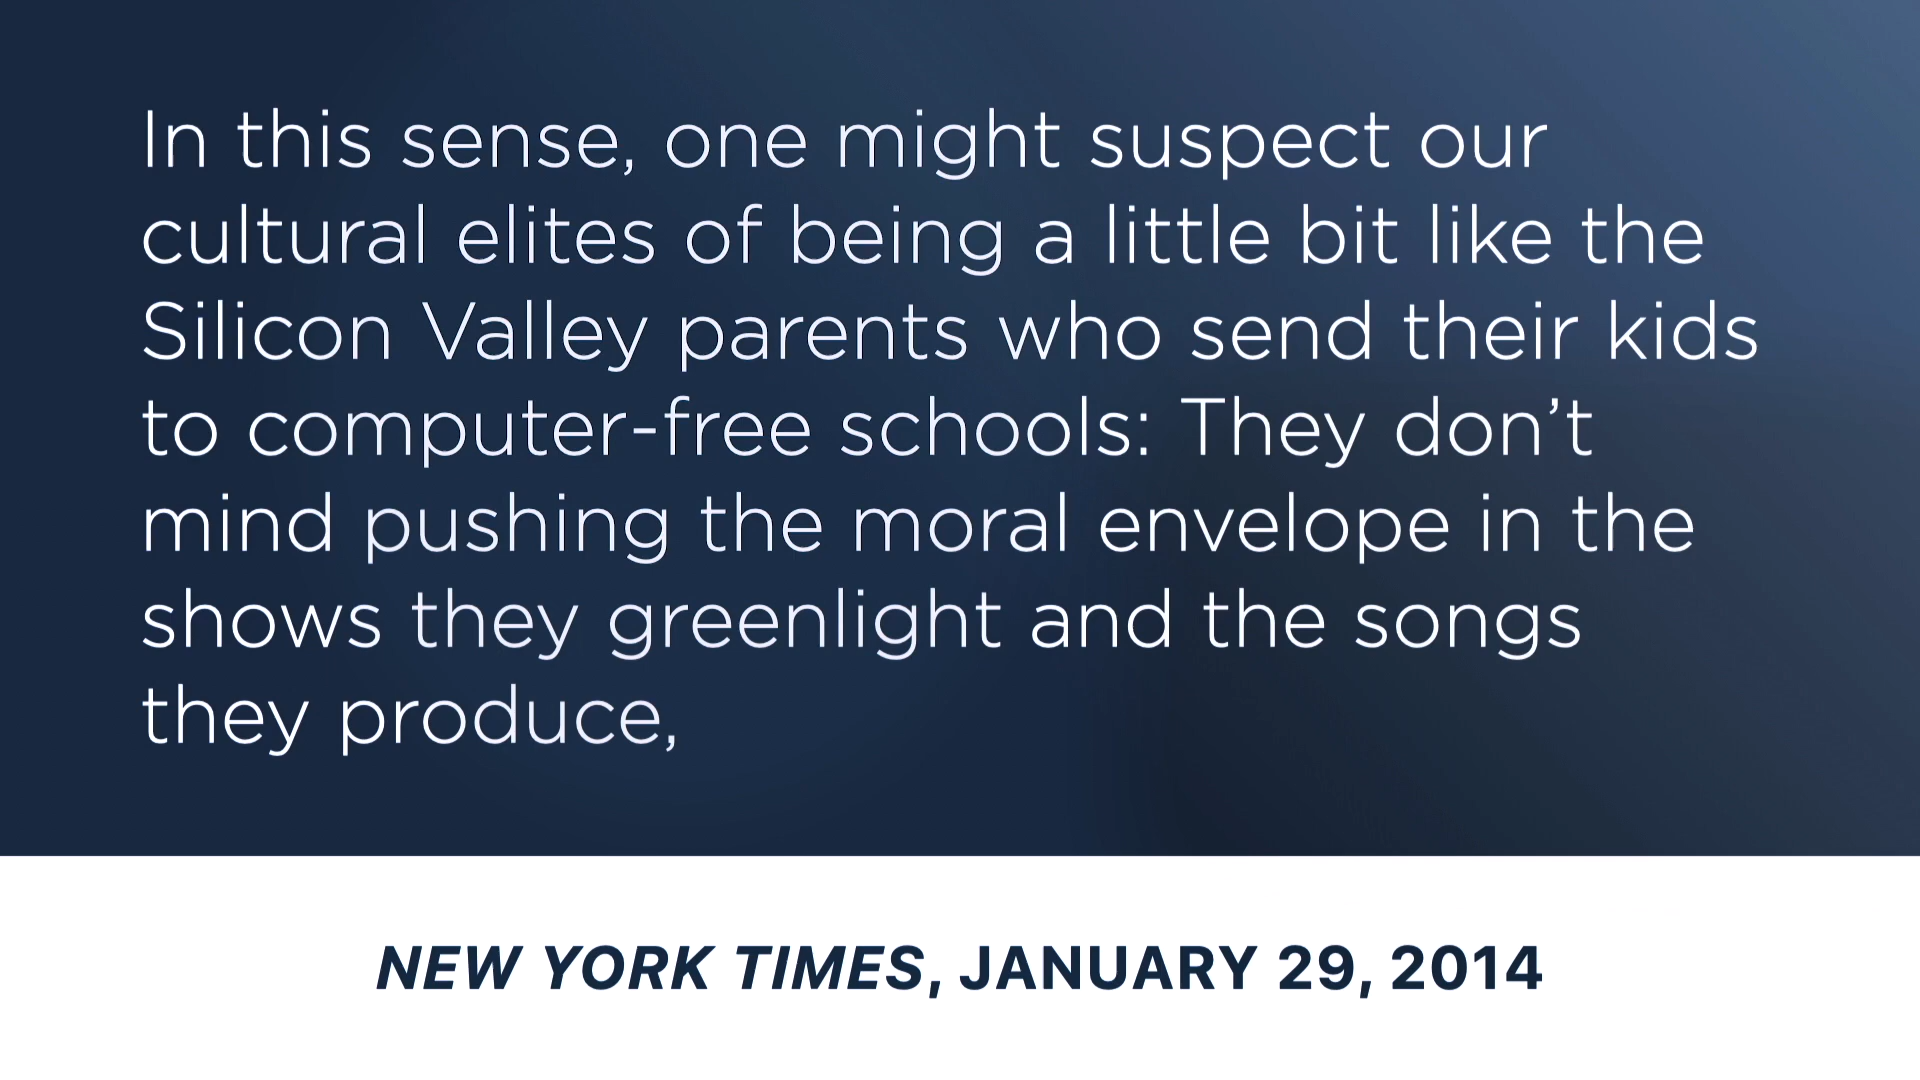 In this sense, one might suspect our
cultural elites of being a little bit like the
Silicon Valley parents who send their kids
to computer-free schools: They don’t
mind pushing the moral envelope in the
shows they greenlight and the songs
they produce,
NEW YORK TIMES, JANUARY 29, 2014